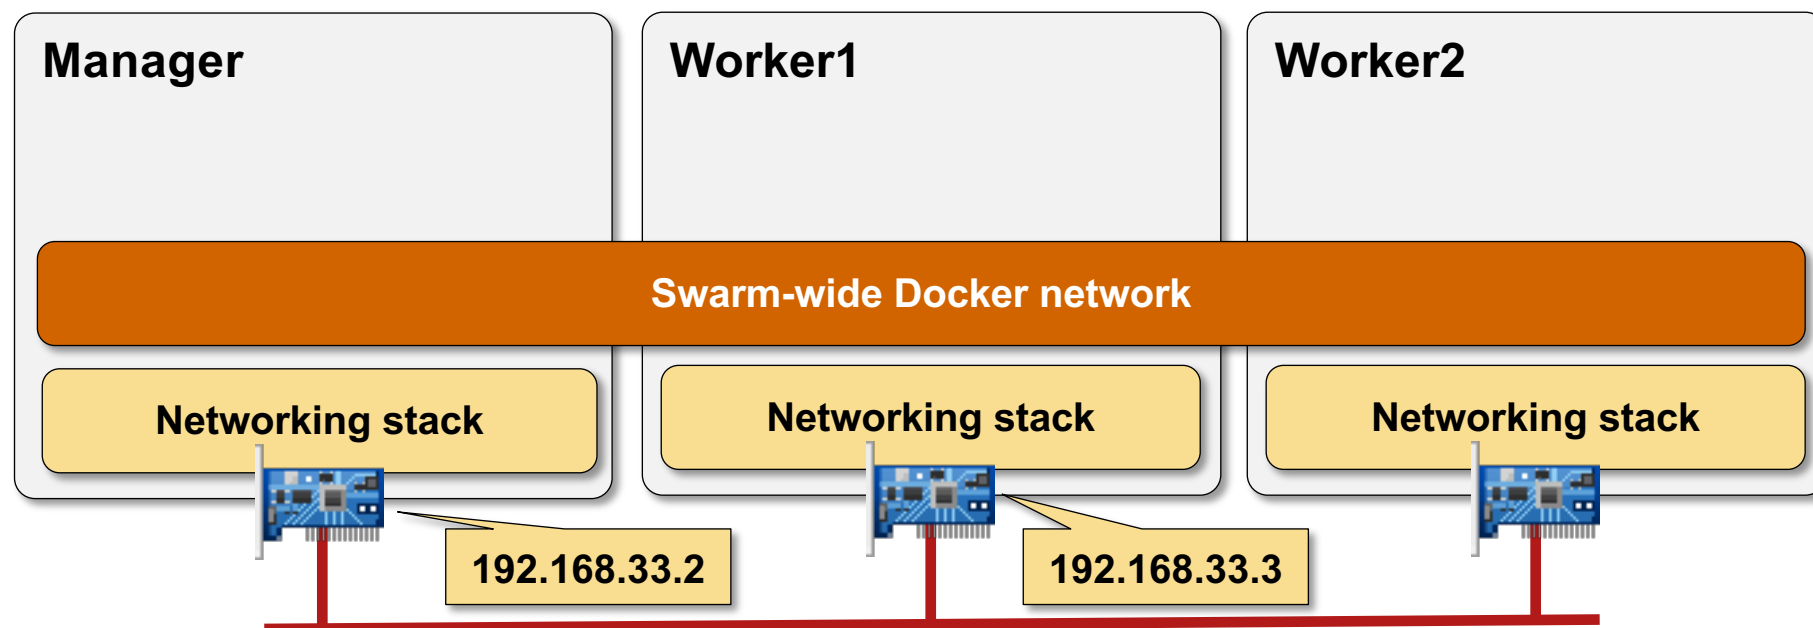 Manager
Worker1
Worker2
Swarm-wide Docker network
Networking stack
Networking stack
Networking stack
192.168.33.2
192.168.33.3